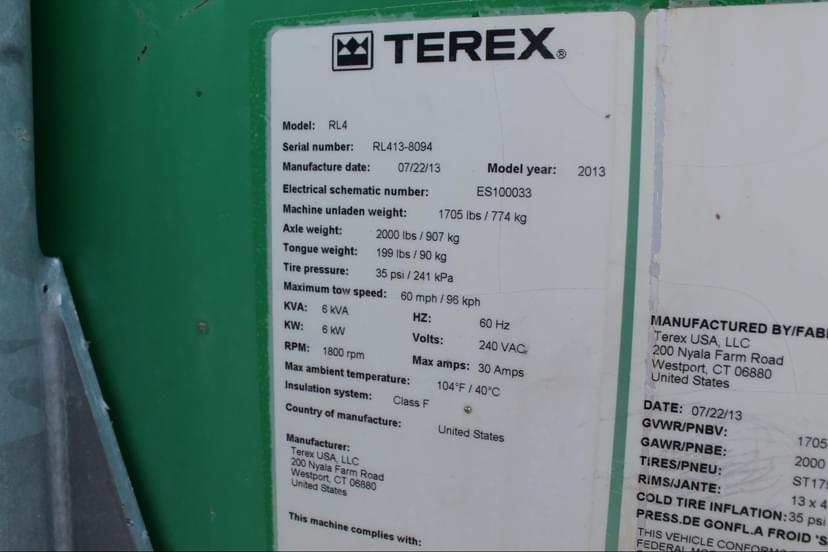 TEREX®
Model: RL4
Serial number: RL413-8094
Manufacture date: 07/22/13 Model year: 2013
Electrical schematic number: ES100033
Machine unladen weight: 1705 lbs / 774 kg
Axle weight: 2000 lbs / 907 kg
Tongue weight: 199 lbs / 90 kg
Tire pressure: 35 psi / 241 kPa
Maximum tow speed: 60 mph / 96 kph
KVA: 6 kVA HZ: 60 Hz
KW: 6 kW Volts: 240 VAC
RPM: 1800 rpm Max amps: 30 Amps
Max ambient temperature: 104°F / 40°C
Insulation system: Class F
Country of manufacture: United States
Manufacturer:
Terex USA, LLC
200 Nyala Farm Road
Westport, CT 06880
United States
This machine complies with:
MANUFACTURED BY/FAB
Terex USA, LLC
200 Nyala Farm Road
Westport, CT 06880
United States
DATE: 07/22/13
GVWR/PNBV: 1705
GAWR/PNBE: 2000
TIRES/PNEU: ST175
RIMS/JANTE: 13 x 4
COLD TIRE INFLATION: 35 psi
PRESS.DE GONFL.A FROID
THIS VEHICLE CONFORM
FEDERAL